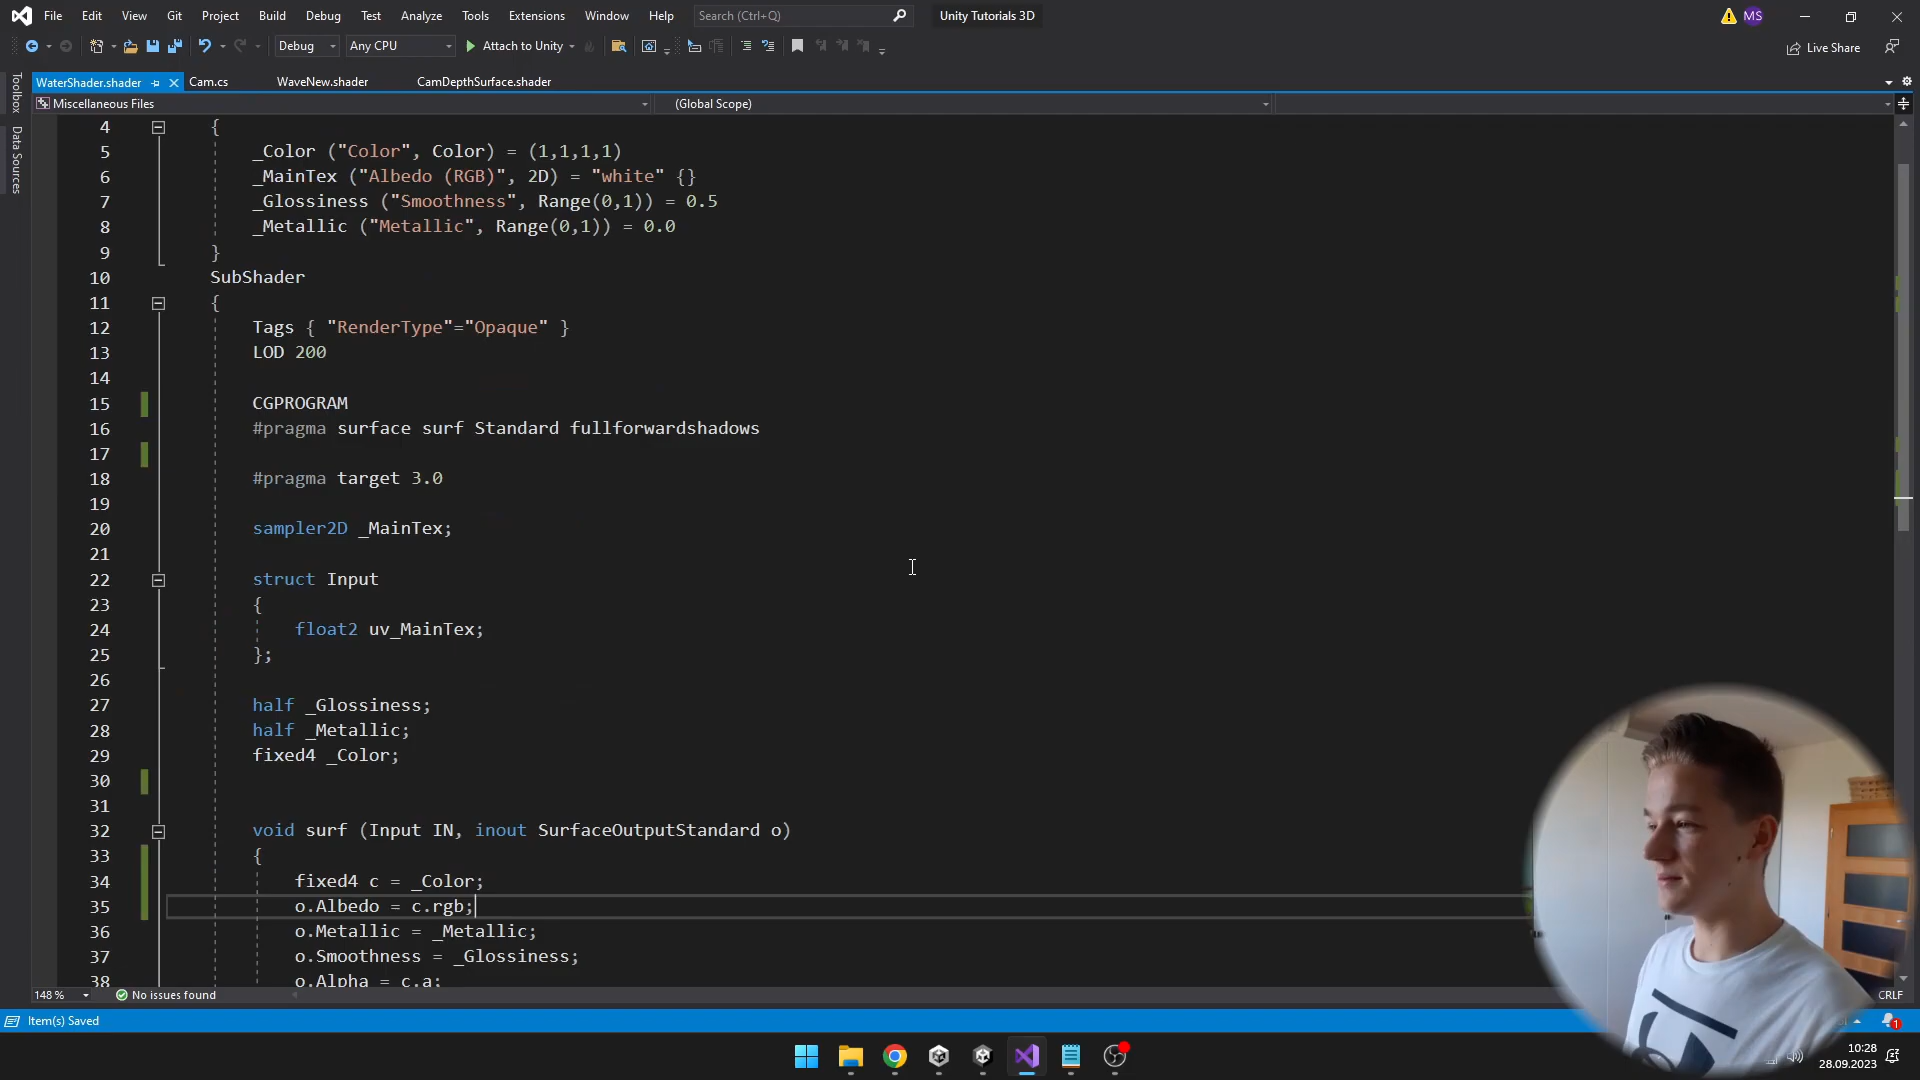 File Edit View Git Project Build Debug Test Analyze Tools Extensions Window Help Search (Ctrl+Q) Unity Tutorials 3D MS
Debug Any CPU Attach to Unity Live Share
WaterShader.shader Cam.cs WaveNew.shader CamDepthSurface.shader
Miscellaneous Files (Global Scope)
Toolbox
Data Sources
4 {
5 _Color ("Color", Color) = (1,1,1,1)
6 _MainTex ("Albedo (RGB)", 2D) = "white" {}
7 _Glossiness ("Smoothness", Range(0,1)) = 0.5
8 _Metallic ("Metallic", Range(0,1)) = 0.0
9 }
10 SubShader
11 {
12 Tags { "RenderType"="Opaque" }
13 LOD 200
14
15 CGPROGRAM
16 #pragma surface surf Standard fullforwardshadows
17
18 #pragma target 3.0
19
20 sampler2D _MainTex;
21
22 struct Input
23 {
24 float2 uv_MainTex;
25 };
26
27 half _Glossiness;
28 half _Metallic;
29 fixed4 _Color;
30
31
32 void surf (Input IN, inout SurfaceOutputStandard o)
33 {
34 fixed4 c = _Color;
35 o.Albedo = c.rgb;
36 o.Metallic = _Metallic;
37 o.Smoothness = _Glossiness;
38 o.Alpha = c.a;
148 % No issues found CRLF
Item(s) Saved 1
10:28
28.09.2023